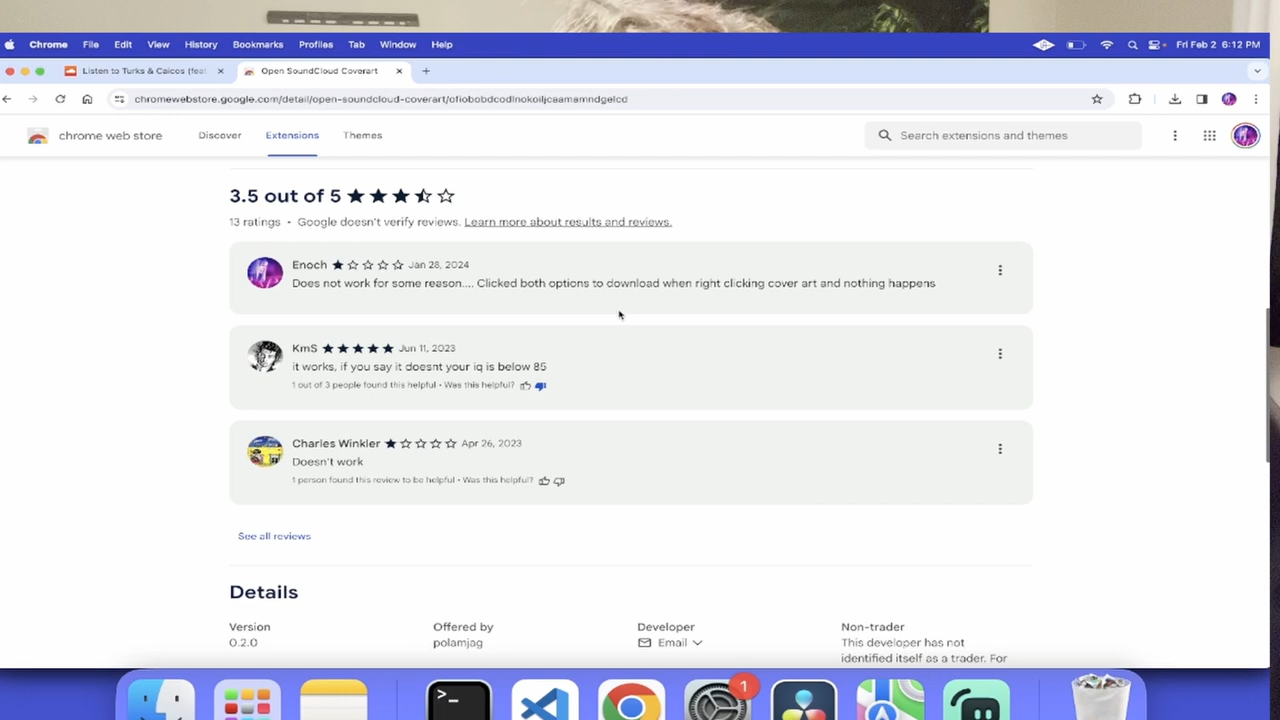 Chrome File Edit View History Bookmarks Profiles Tab Window Help Fri Feb 2 6:12 PM
Listen to Turks & Caicos (feat Open SoundCloud Coverart
chromewebstore.google.com/detail/open-soundcloud-coverart/ofiobobdcodlnokoiljcaamamndgelcd
chrome web store Discover Extensions Themes Search extensions and themes
3.5 out of 5
13 ratings • Google doesn't verify reviews. Learn more about results and reviews.
Enoch Jan 28, 2024
Does not work for some reason.... Clicked both options to download when right clicking cover art and nothing happens
KmS Jun 11, 2023
it works, if you say it doesnt your iq is below 85
1 out of 3 people found this helpful • Was this helpful?
Charles Winkler Apr 26, 2023
Doesn't work
1 person found this review to be helpful • Was this helpful?
See all reviews
Details
Version Offered by Developer Non-trader
0.2.0 polamjag Email This developer has not
identified itself as a trader. For
1